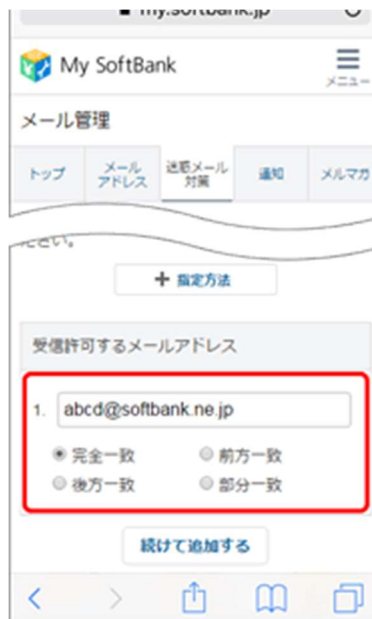 my.softbank.jp
My SoftBank
メニュー
メール管理
トップ
メール
アドレス
迷惑メール
対策
通知
メルマガ
ださい。
+ 指定方法
受信許可するメールアドレス
1. abcd@softbank.ne.jp
完全一致 前方一致
後方一致 部分一致
続けて追加する